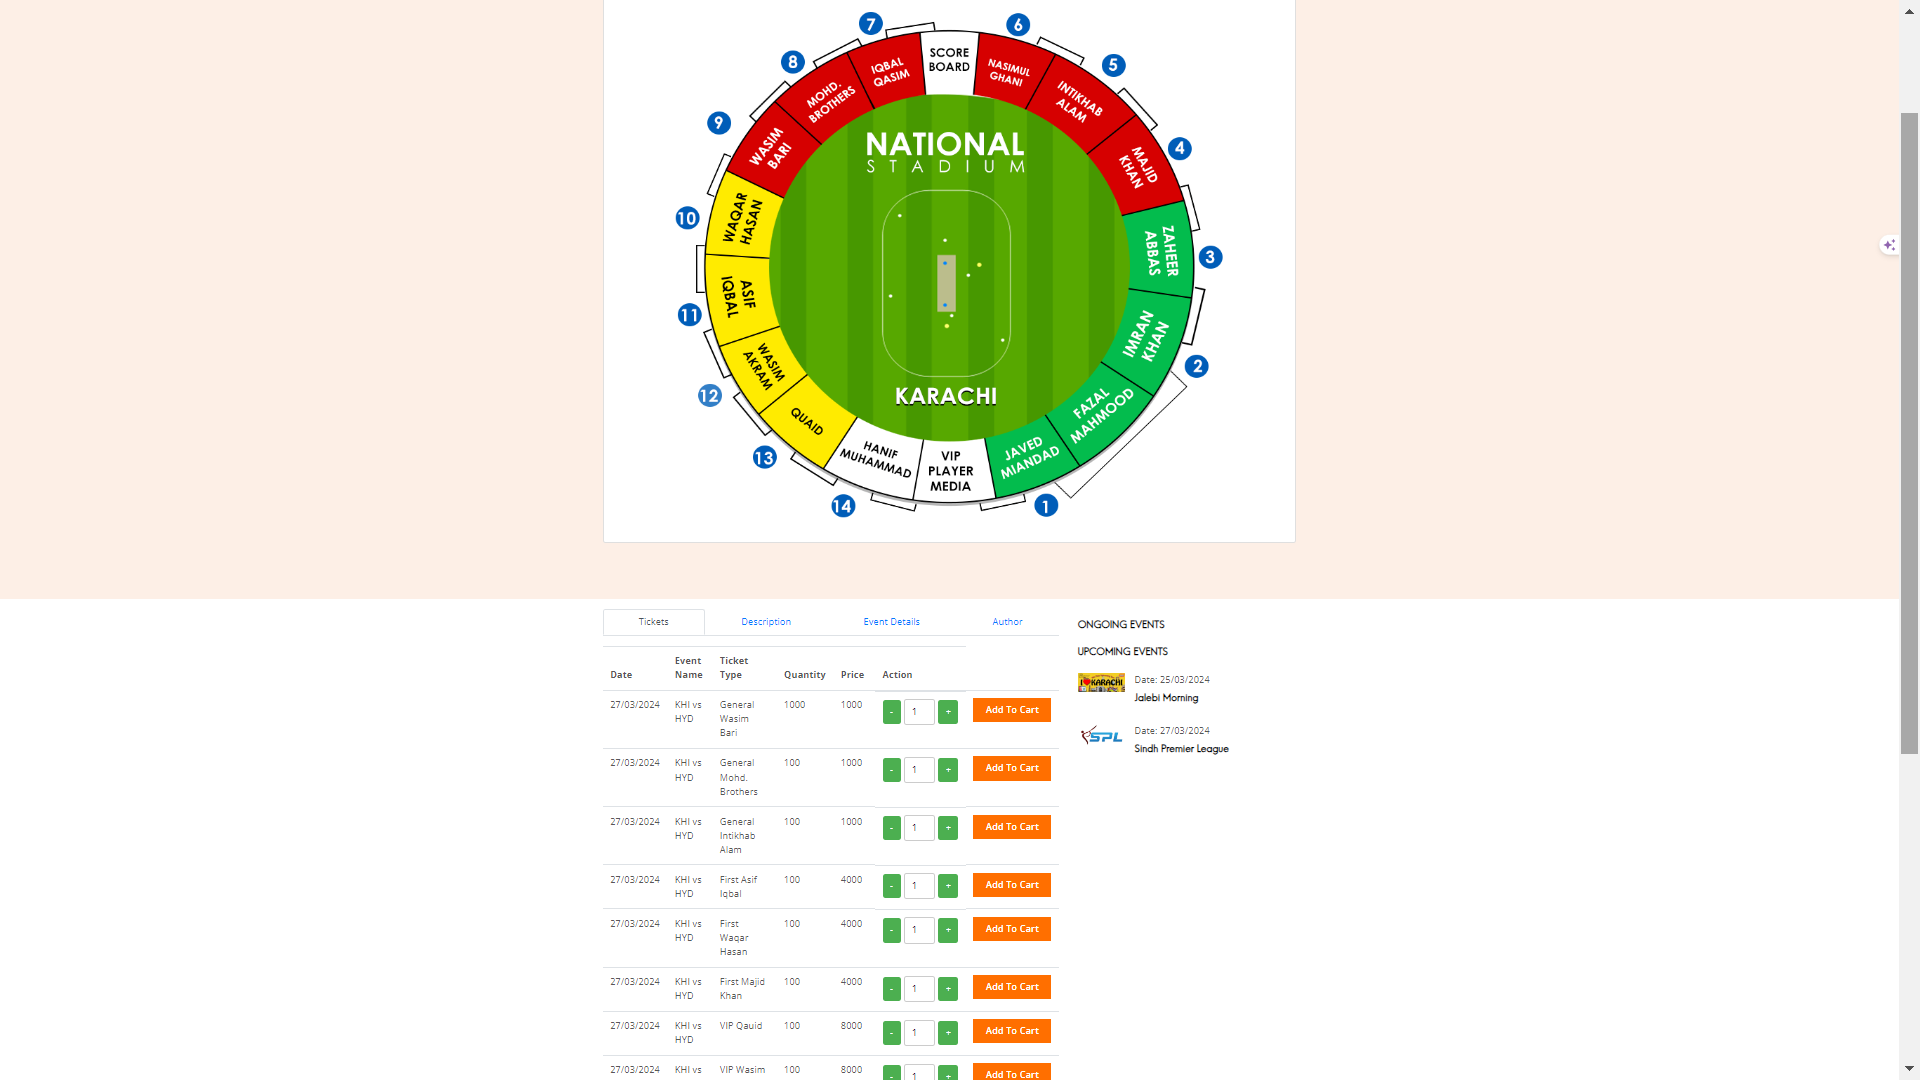 7
6
8
5
9
4
10
3
11
2
12
13
14
1
SCORE
BOARD
IQBAL
QASIM
NASIMUL
GHANI
MOHD.
BROTHERS
INTIKHAB
ALAM
WASIM
BARI
MAJID
KHAN
WAQAR
HASAN
ZAHEER
ABBAS
ASIF
IQBAL
IMRAN
KHAN
WASIM
AKRAM
FAZAL
MAHMOOD
QUAID
HANIF
MUHAMMAD
VIP
PLAYER
MEDIA
JAVED
MIANDAD
NATIONAL
STADIUM
KARACHI
Tickets
Description
Event Details
Author
Date
Event
Name
Ticket
Type
Quantity
Price
Action
27/03/2024
KHI vs
HYD
General
Wasim
Bari
1000
1000
-
1
+
Add To Cart
27/03/2024
KHI vs
HYD
General
Mohd.
Brothers
100
1000
-
1
+
Add To Cart
27/03/2024
KHI vs
HYD
General
Intikhab
Alam
100
1000
-
1
+
Add To Cart
27/03/2024
KHI vs
HYD
First Asif
Iqbal
100
4000
-
1
+
Add To Cart
27/03/2024
KHI vs
HYD
First
Waqar
Hasan
100
4000
-
1
+
Add To Cart
27/03/2024
KHI vs
HYD
First Majid
Khan
100
4000
-
1
+
Add To Cart
27/03/2024
KHI vs
HYD
VIP Qauid
100
8000
-
1
+
Add To Cart
27/03/2024
KHI vs
VIP Wasim
100
8000
-
1
+
Add To Cart
ONGOING EVENTS
UPCOMING EVENTS
I KARACHI
Date: 25/03/2024
Jalebi Morning
SPL
Date: 27/03/2024
Sindh Premier League